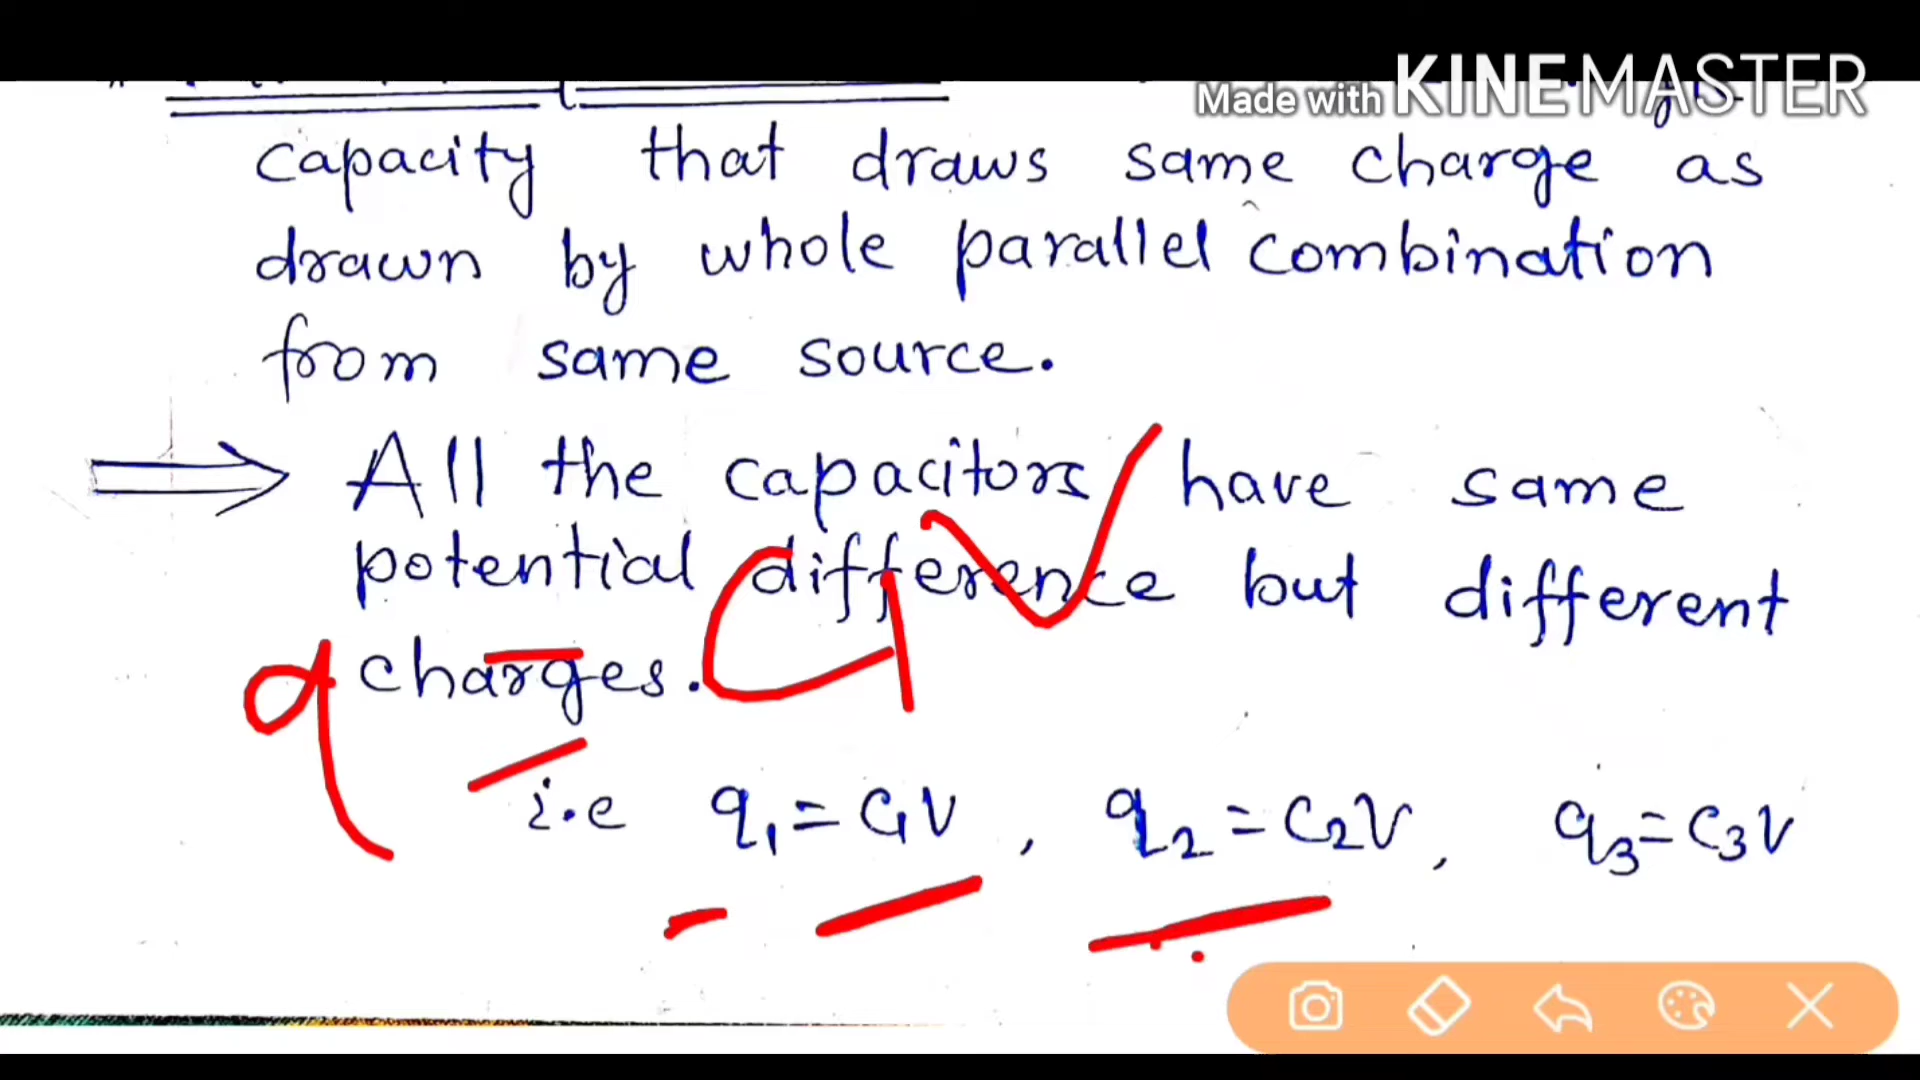 Made with KINEMASTER
capacity that draws same charge as
drawn by whole parallel combination
from same source.
All the capacitors have same
potential difference but different
q charges. q
i.e q₁ = C₁V , q₂ = C₂V , q₃ = C₃V